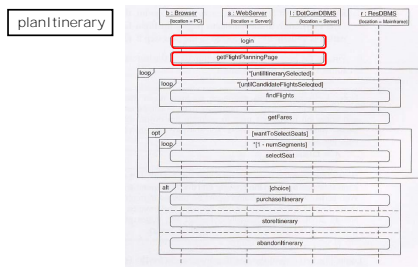 planItinerary
b : Browser
{location = PC}
s : WebServer
{location = Server}
l : DotComDBMS
{location = Server}
r : ResDBMS
{location = Mainframe}
login
getFlightPlanningPage
loop
*[untilItinerarySelected]
loop
*[untilCandidateFlightsSelected]
findFlights
getFares
opt
[wantToSelectSeats]
loop
*[1 - numSegments]
selectSeat
alt
[choice]
purchaseItinerary
storeItinerary
abandonItinerary